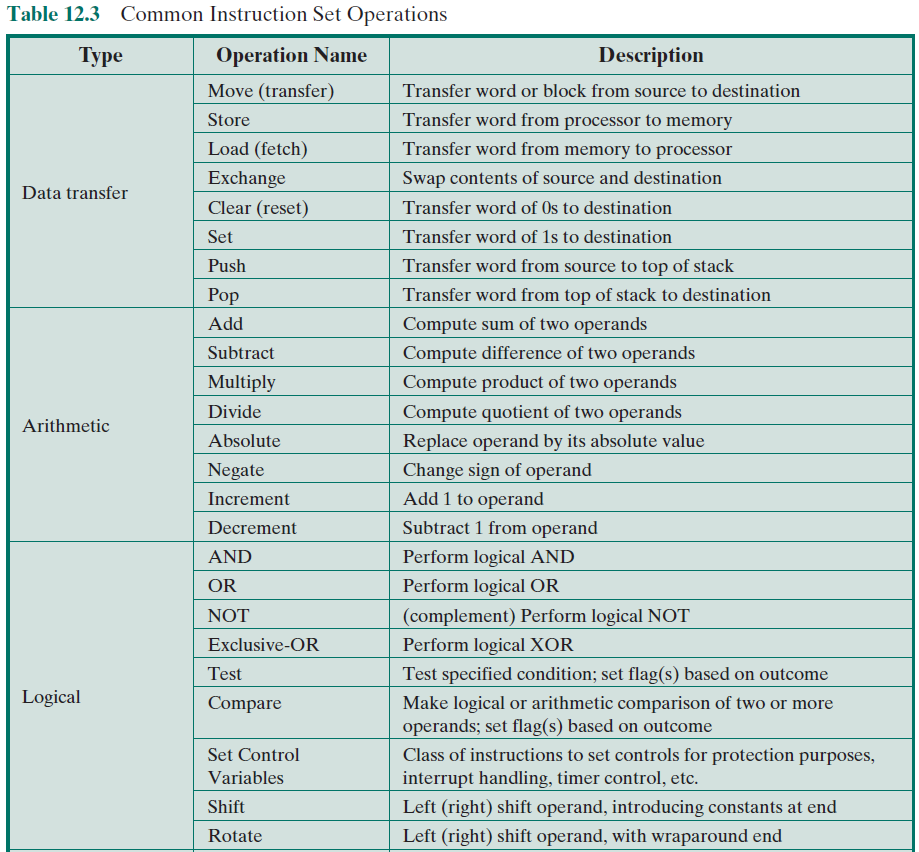 Table 12.3 Common Instruction Set Operations
Type Operation Name Description
Data transfer
Move (transfer) Transfer word or block from source to destination
Store Transfer word from processor to memory
Load (fetch) Transfer word from memory to processor
Exchange Swap contents of source and destination
Clear (reset) Transfer word of 0s to destination
Set Transfer word of 1s to destination
Push Transfer word from source to top of stack
Pop Transfer word from top of stack to destination
Arithmetic
Add Compute sum of two operands
Subtract Compute difference of two operands
Multiply Compute product of two operands
Divide Compute quotient of two operands
Absolute Replace operand by its absolute value
Negate Change sign of operand
Increment Add 1 to operand
Decrement Subtract 1 from operand
Logical
AND Perform logical AND
OR Perform logical OR
NOT (complement) Perform logical NOT
Exclusive-OR Perform logical XOR
Test Test specified condition; set flag(s) based on outcome
Compare Make logical or arithmetic comparison of two or more
operands; set flag(s) based on outcome
Set Control Class of instructions to set controls for protection purposes,
Variables interrupt handling, timer control, etc.
Shift Left (right) shift operand, introducing constants at end
Rotate Left (right) shift operand, with wraparound end